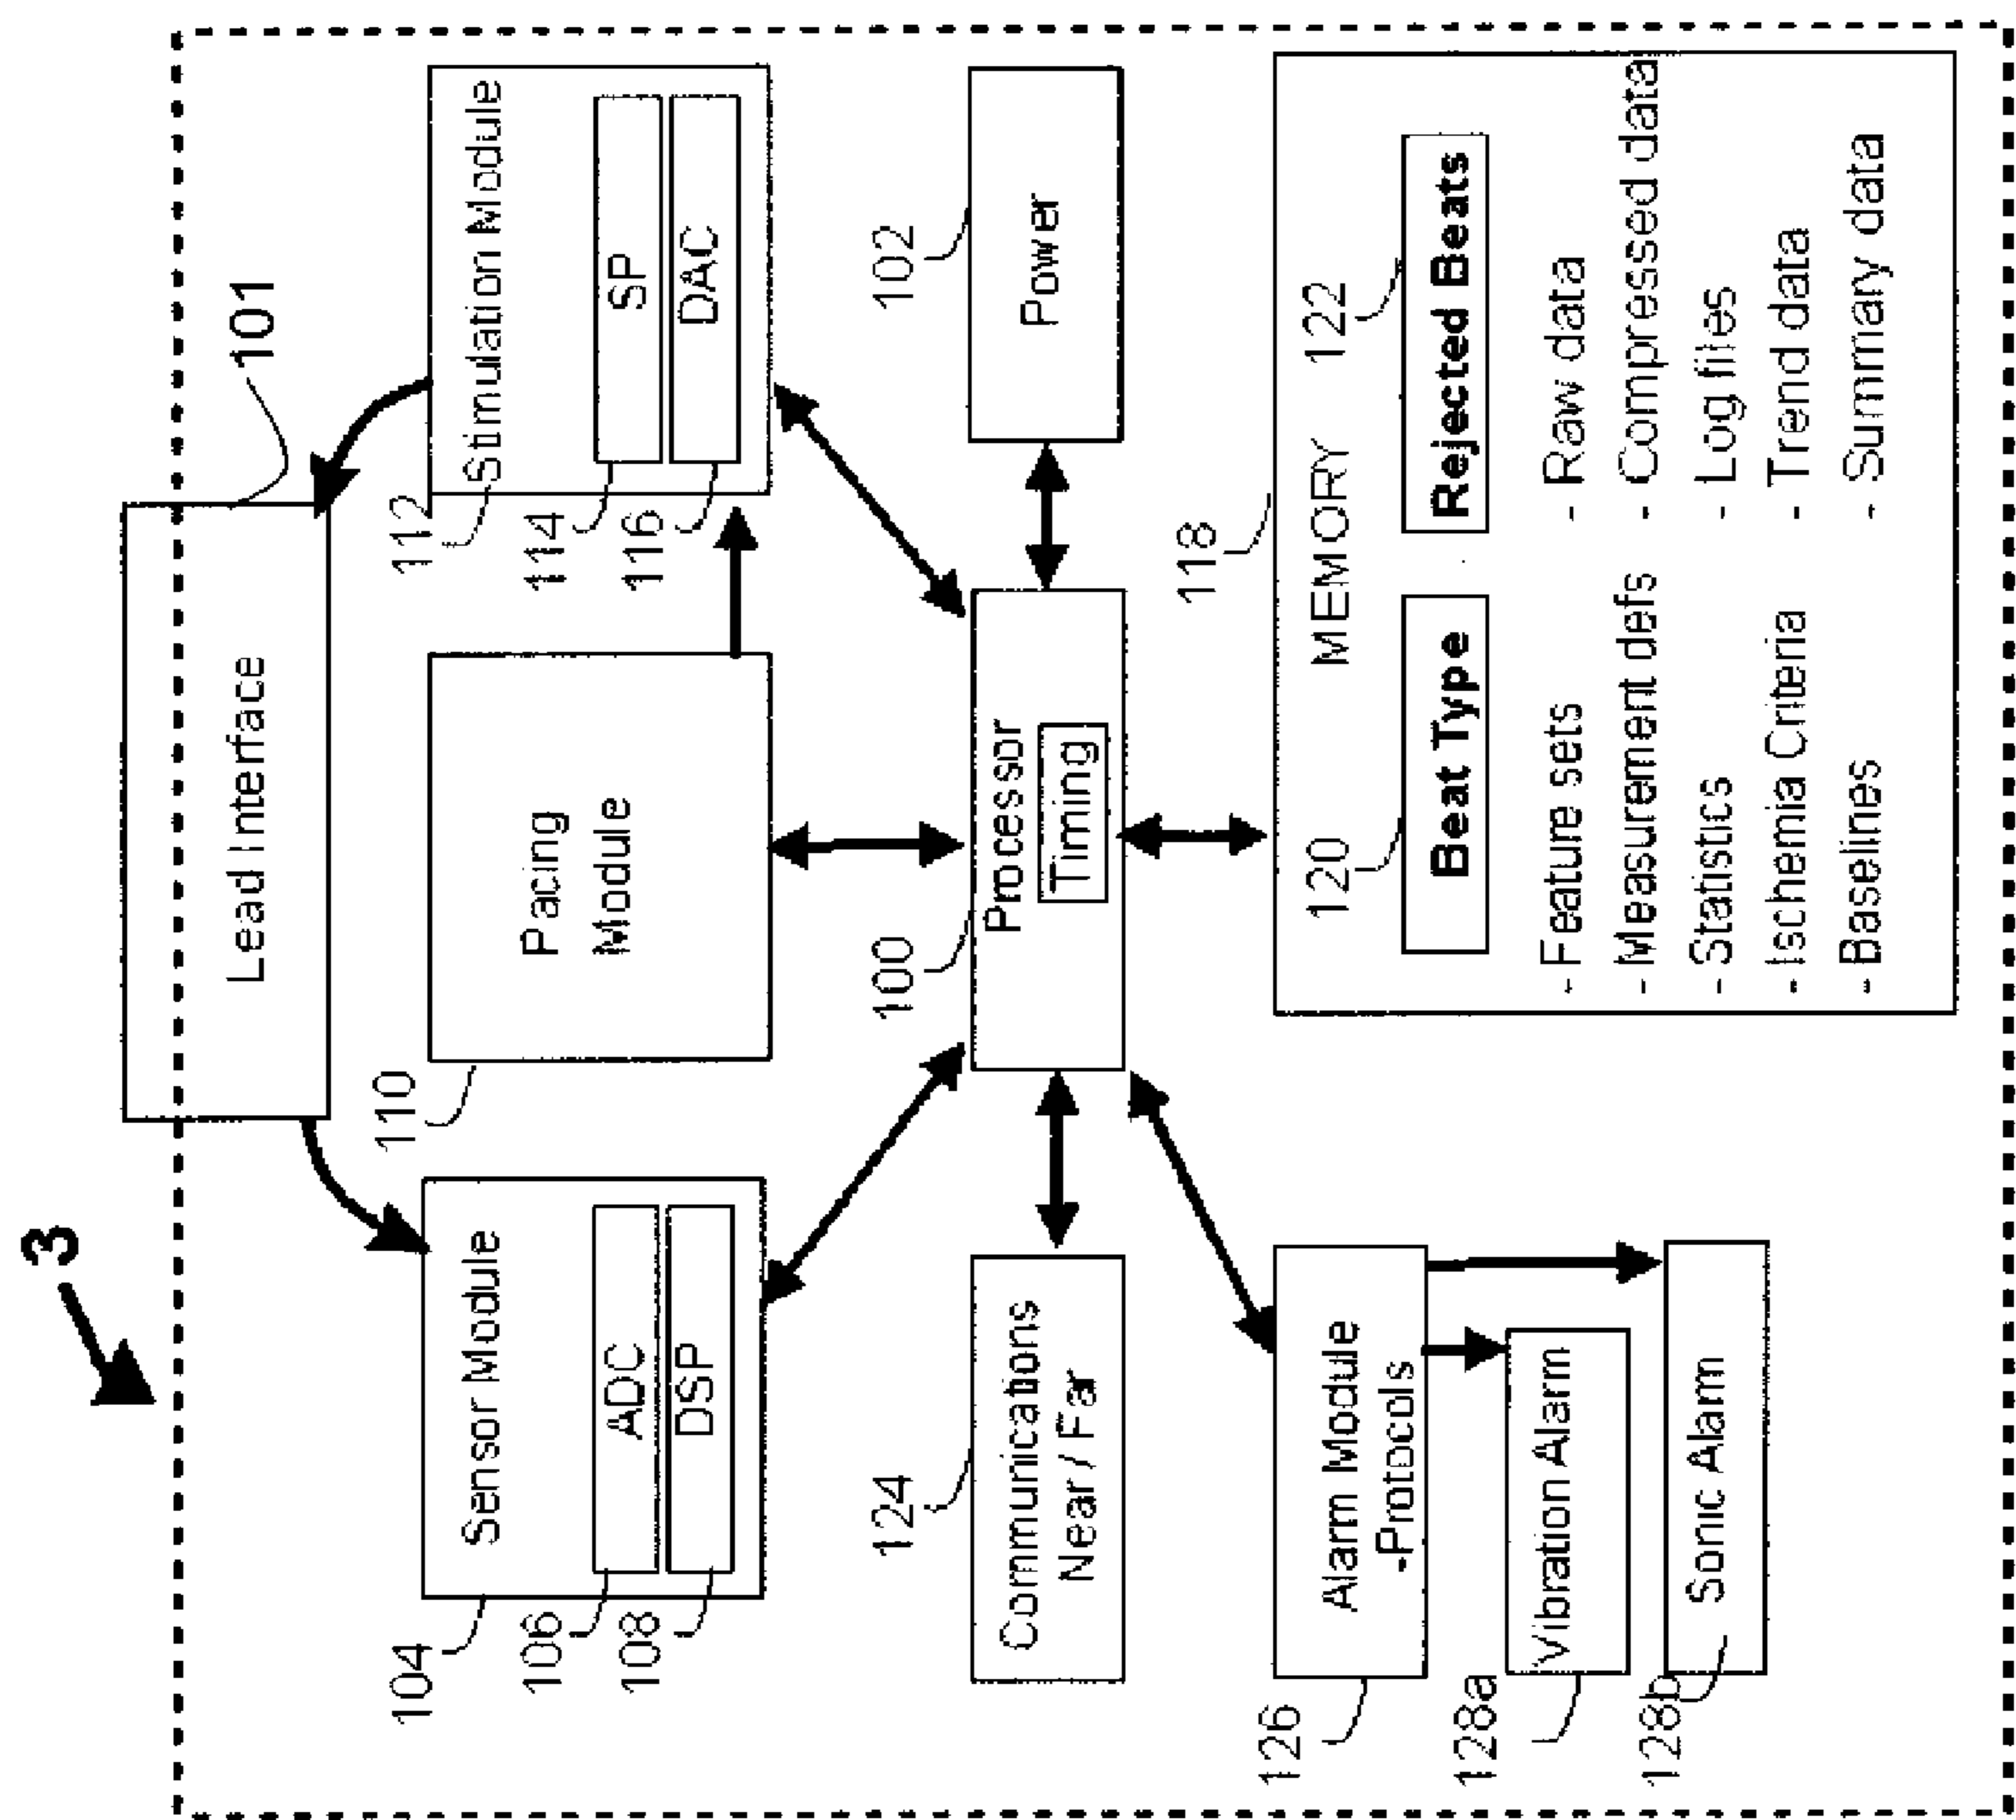 3
Lead Interface
101
104
Sensor Module
106
ADC
108
DSP
110
Pacing
Module
112
Stimulation Module
114
SP
116
DAC
124
Communications
Near / Far
100
Processor
Timing
102
Power
126
Alarm Module
-Protocols
128a
Vibration Alarm
128b
Sonic Alarm
118
MEMORY
120
Beat Type
122
Rejected Beats
- Feature sets
- Measurement defs
- Statistics
- Ischemia Criteria
- Baselines
- Raw data
- Compressed data
- Log files
- Trend data
- Summary data